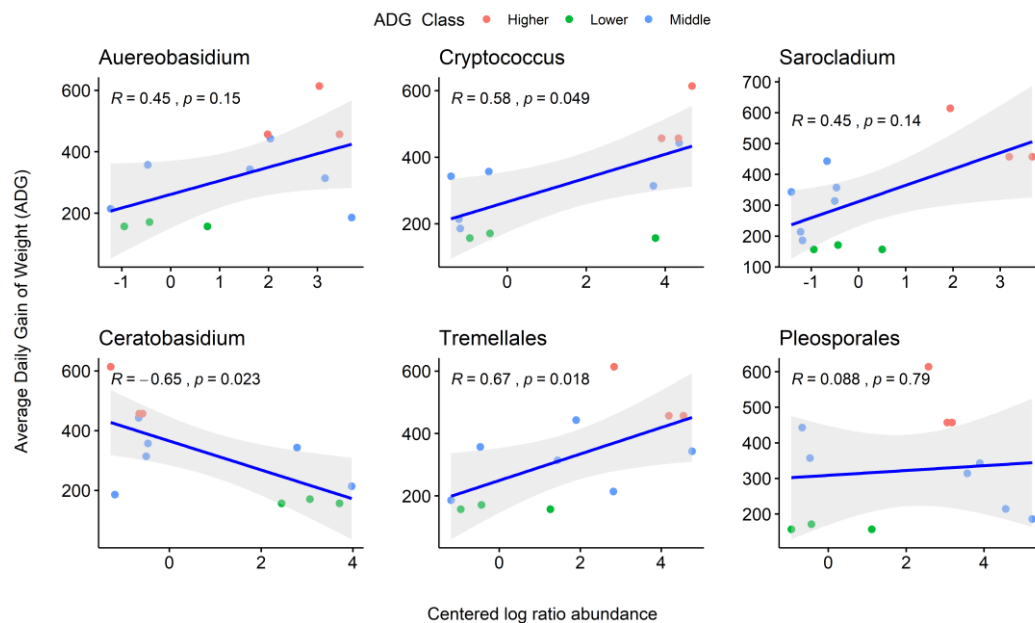 ADG Class Higher Lower Middle
Average Daily Gain of Weight (ADG)
Auereobasidium
R = 0.45 , p = 0.15
600
400
200
-1 0 1 2 3
Cryptococcus
R = 0.58 , p = 0.049
600
400
200
0 2 4
Sarocladium
R = 0.45 , p = 0.14
700
600
500
400
300
200
100
-1 0 1 2 3
Ceratobasidium
R = −0.65 , p = 0.023
600
400
200
0 2 4
Tremellales
R = 0.67 , p = 0.018
600
400
200
0 2 4
Pleosporales
R = 0.088 , p = 0.79
600
500
400
300
200
0 2 4
Centered log ratio abundance